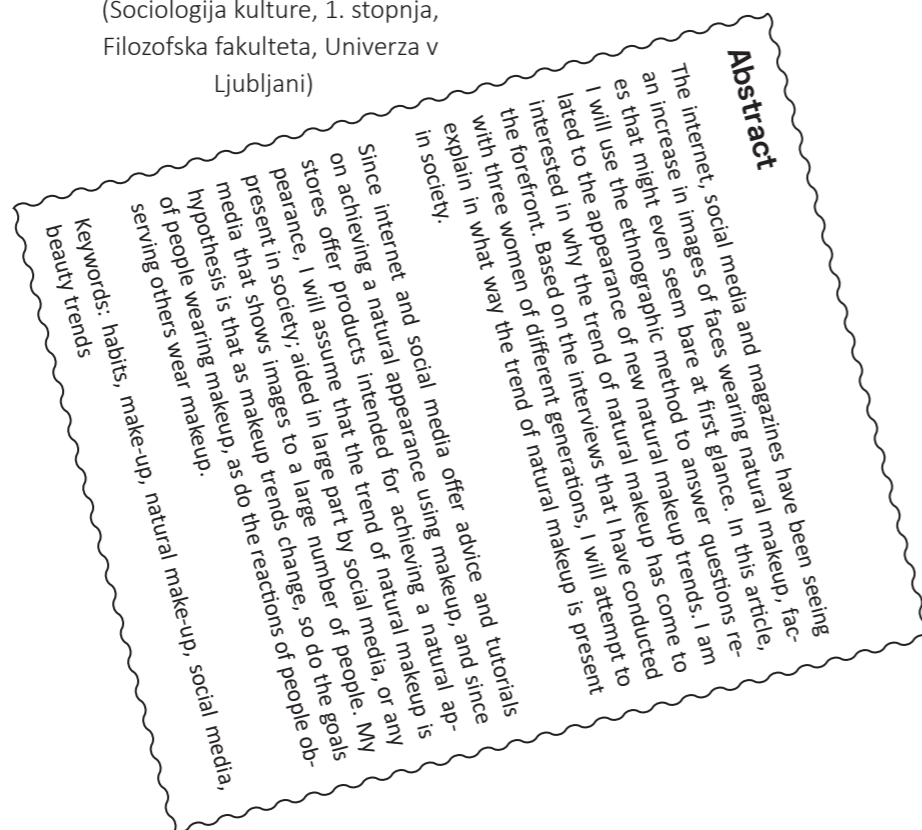 (Sociologija kulture, 1. stopnja,
Filozofska fakulteta, Univerza v
Ljubljani)
Abstract
The internet, social media and magazines have been seeing
an increase in images of faces wearing natural makeup, fac-
es that might even seem bare at first glance. In this article,
I will use the ethnographic method to answer questions re-
lated to the appearance of new natural makeup trends. I am
interested in why the trend of natural makeup has come to
the forefront. Based on the interviews that I have conducted
with three women of different generations, I will attempt to
explain in what way the trend of natural makeup is present
in society.
Since internet and social media offer advice and tutorials
on achieving a natural appearance using makeup, and since
stores offer products intended for achieving a natural ap-
pearance, I will assume that the trend of natural makeup is
present in society; aided in large part by social media, or any
media that shows images to a large number of people. My
hypothesis is that as makeup trends change, so do the goals
of people wearing makeup, as do the reactions of people ob-
serving others wear makeup.
Keywords: habits, make-up, natural make-up, social media,
beauty trends